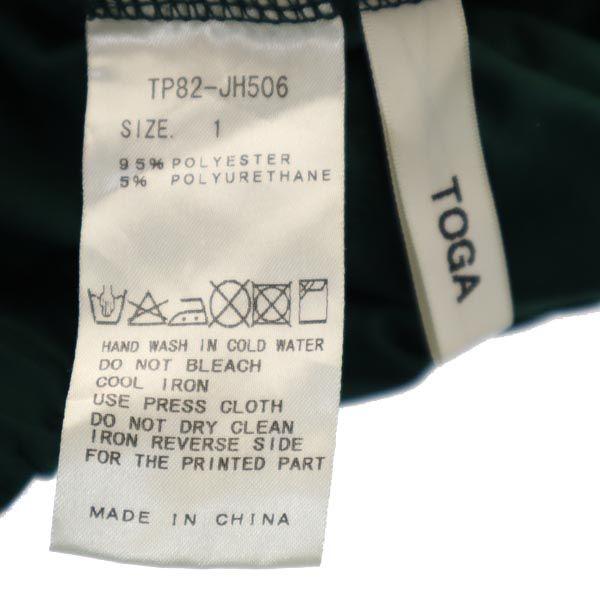 TP82-JH506
SIZE. 1
95% POLYESTER
5% POLYURETHANE
HAND WASH IN COLD WATER
DO NOT BLEACH
COOL IRON
USE PRESS CLOTH
DO NOT DRY CLEAN
IRON REVERSE SIDE
FOR THE PRINTED PART
MADE IN CHINA
TOGA